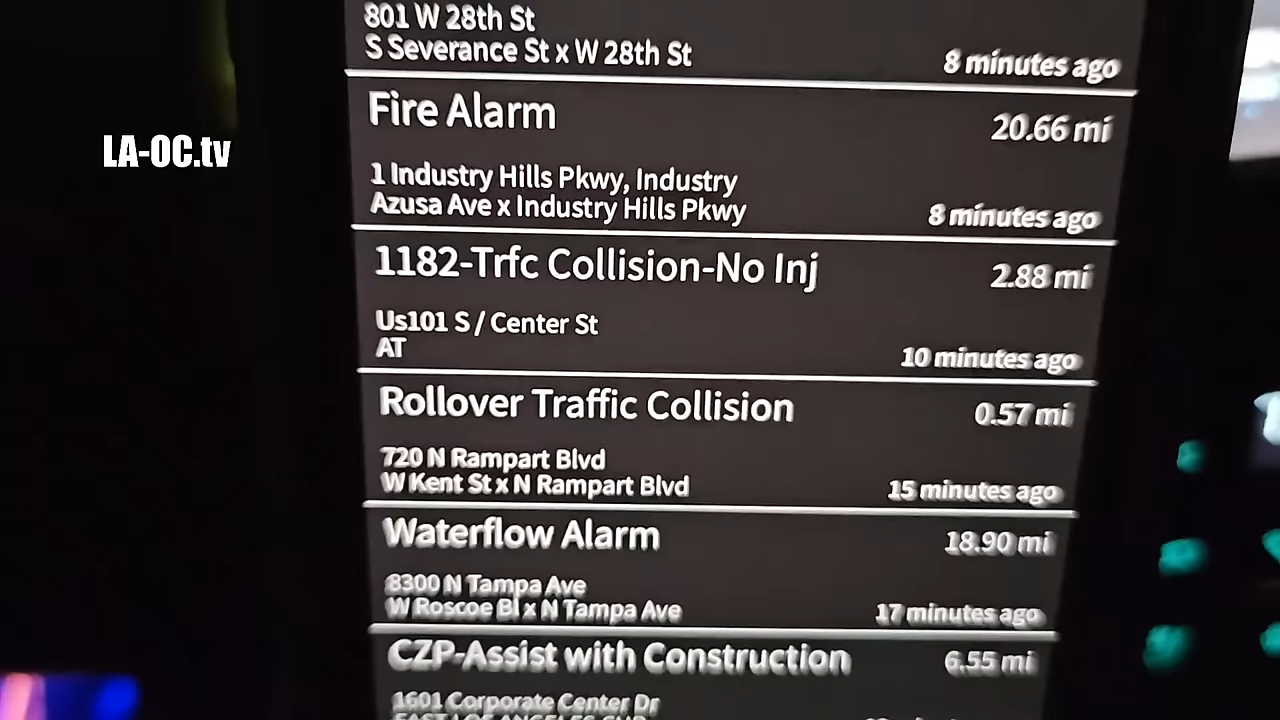 801 W 28th St
S Severance St x W 28th St
8 minutes ago
Fire Alarm
20.66 mi
1 Industry Hills Pkwy, Industry
Azusa Ave x Industry Hills Pkwy
8 minutes ago
LA-OC.tv
1182-Trfc Collision-No Inj
2.88 mi
Us101 S / Center St
AT
10 minutes ago
Rollover Traffic Collision
0.57 mi
720 N Rampart Blvd
W Kent St x N Rampart Blvd
15 minutes ago
Waterflow Alarm
18.90 mi
8300 N Tampa Ave
W Roscoe Bl x N Tampa Ave
17 minutes ago
CZP-Assist with Construction
6.55 mi
1601 Corporate Center Dr
EAST LOS ANGELES